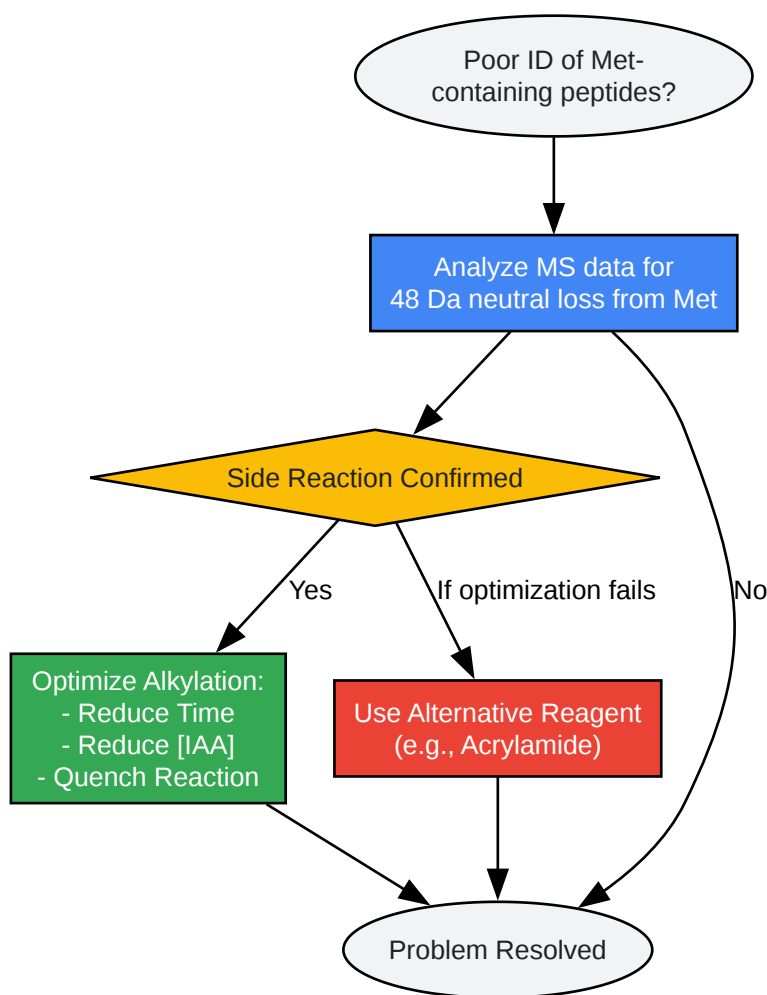 Poor ID of Met-
containing peptides?
Analyze MS data for
48 Da neutral loss from Met
Side Reaction Confirmed
Yes
If optimization fails
No
Optimize Alkylation:
- Reduce Time
- Reduce [IAA]
- Quench Reaction
Use Alternative Reagent
(e.g., Acrylamide)
Problem Resolved